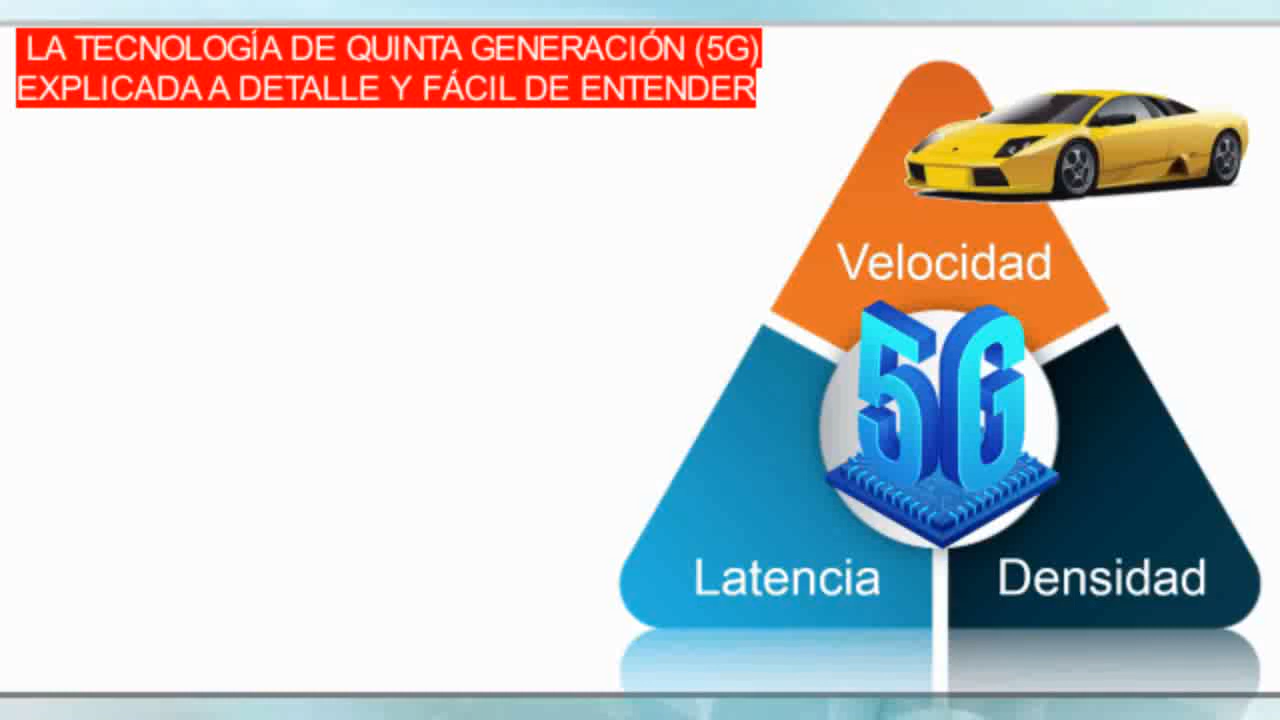 LA TECNOLOGÍA DE QUINTA GENERACIÓN (5G)
EXPLICADA A DETALLE Y FÁCIL DE ENTENDER
Velocidad
5G
Latencia
Densidad